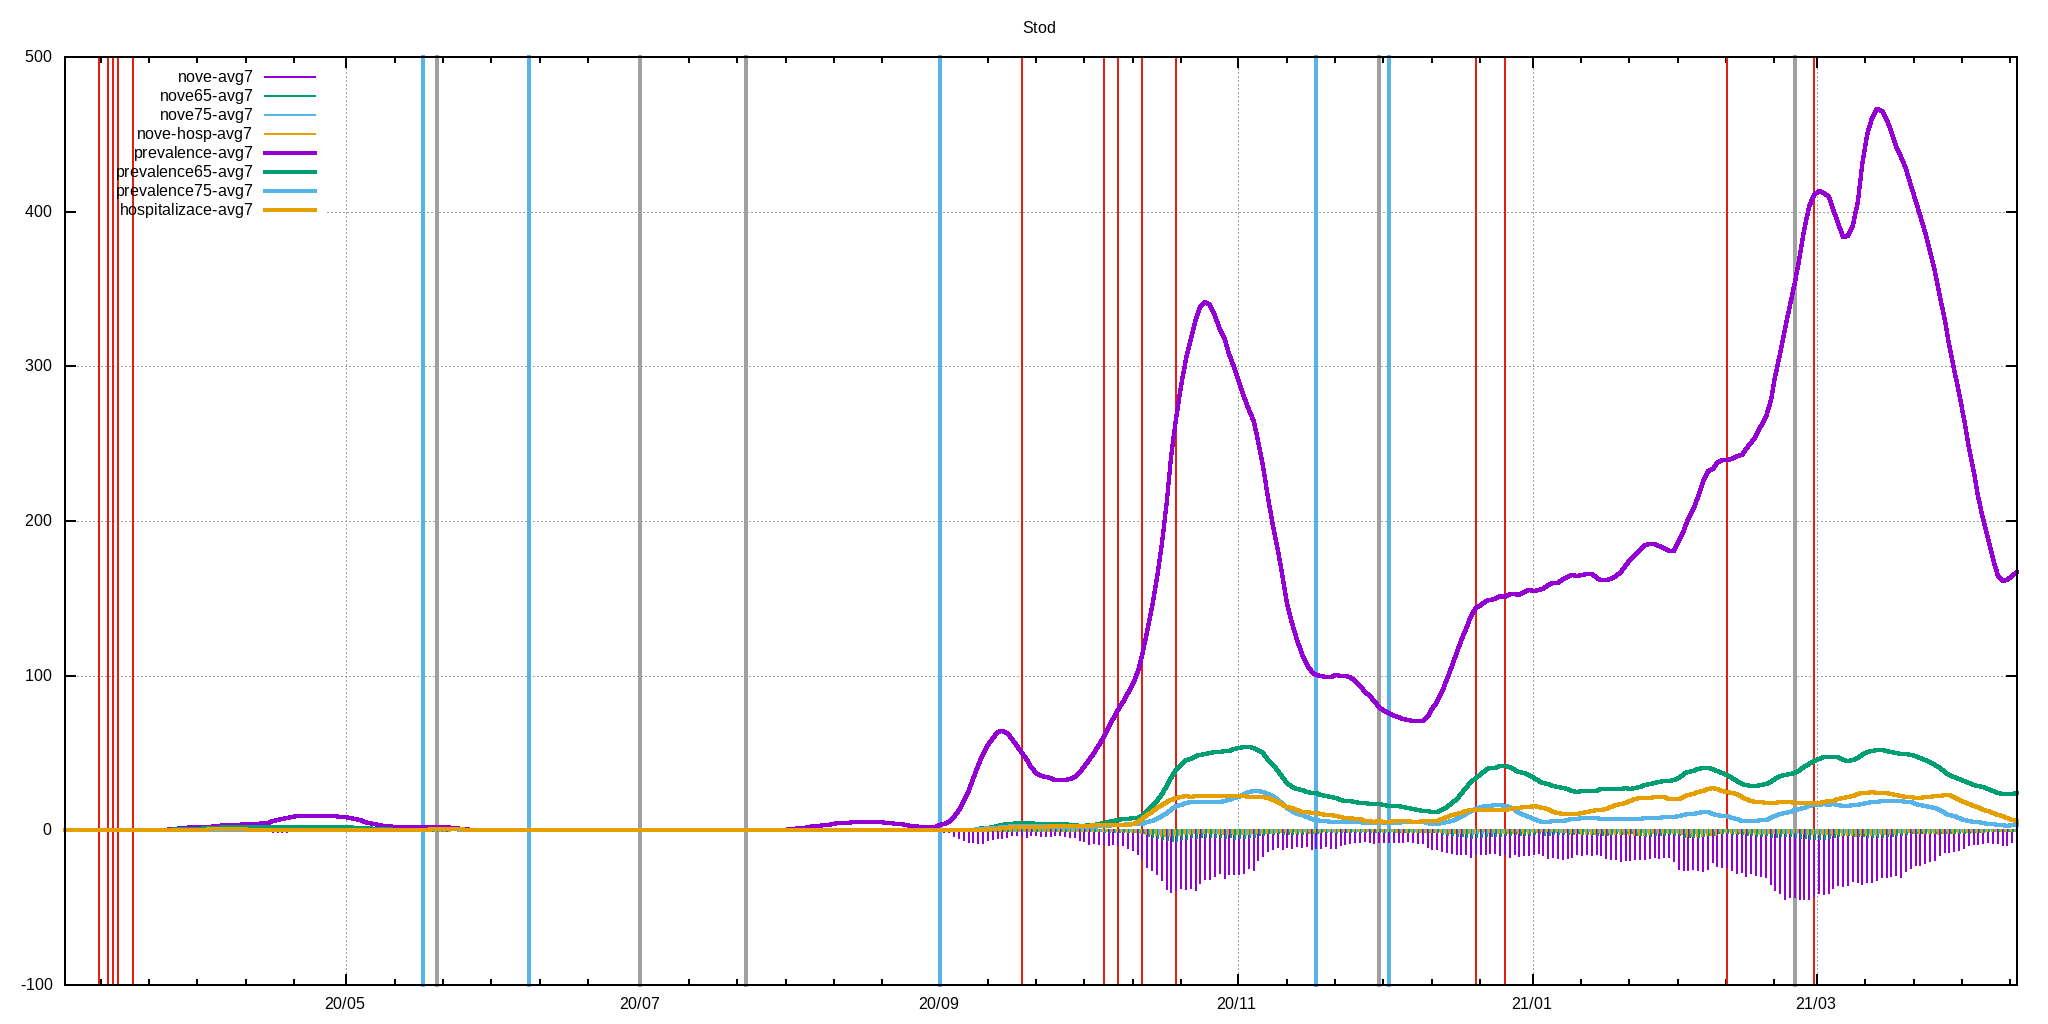 Stod
500
400
300
200
100
0
-100
nove-avg7
nove65-avg7
nove75-avg7
nove-hosp-avg7
prevalence-avg7
prevalence65-avg7
prevalence75-avg7
hospitalizace-avg7
20/05 20/07 20/09 20/11 21/01 21/03